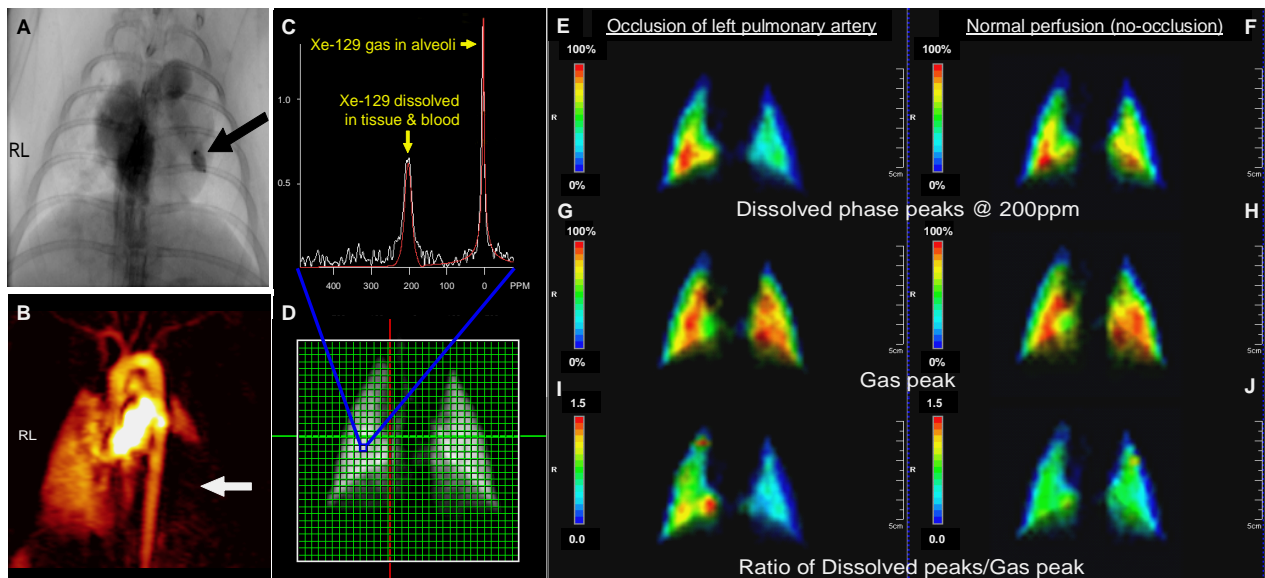 A
RL
B
RL
C
Xe-129 gas in alveoli
1.0
Xe-129 dissolved
in tissue & blood
0.5
400 300 200 100 0 PPM
D
E
Occlusion of left pulmonary artery
100%
R
0%
5cm
Normal perfusion (no-occlusion)
F
100%
R
0%
5cm
Dissolved phase peaks @ 200ppm
G
100%
R
0%
5cm
H
100%
R
0%
5cm
Gas peak
I
1.5
R
0.0
5cm
J
1.5
R
0.0
5cm
Ratio of Dissolved peaks/Gas peak